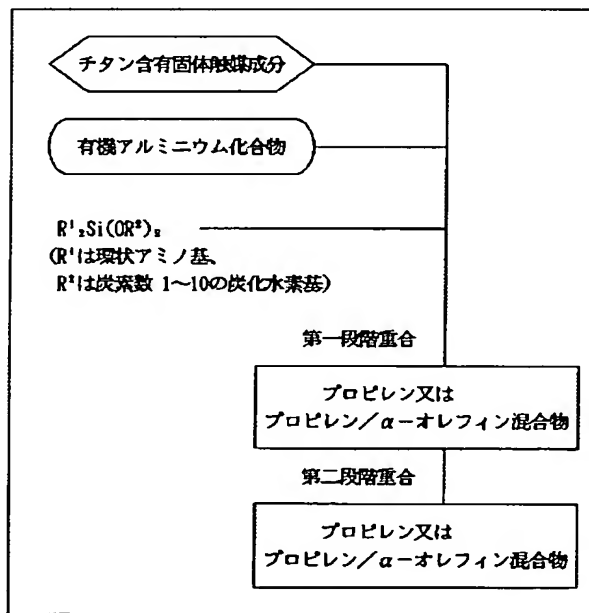 チタン含有固体触媒成分
有機アルミニウム化合物
R¹₂Si(OR²)₂
(R¹は環状アミノ基、
R²は炭素数 1~10の炭化水素基)
第一段階重合
プロピレン又は
プロピレン/α-オレフィン混合物
第二段階重合
プロピレン又は
プロピレン/α-オレフィン混合物